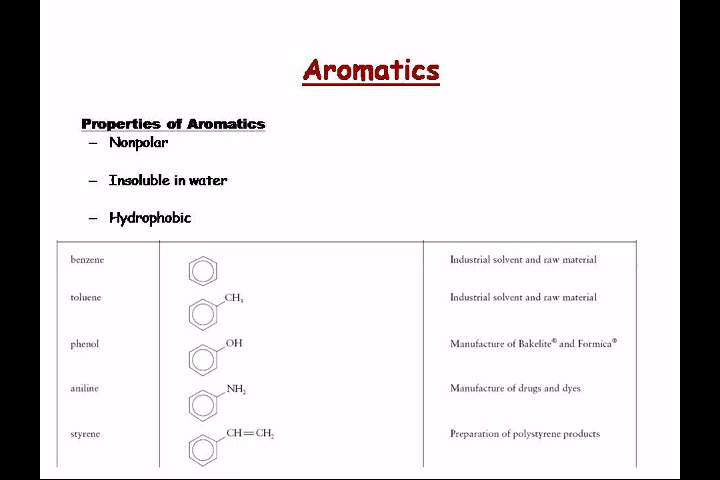 Aromatics
Properties of Aromatics
– Nonpolar
– Insoluble in water
– Hydrophobic
benzene Industrial solvent and raw material
toluene CH₃ Industrial solvent and raw material
phenol OH Manufacture of Bakelite® and Formica®
aniline NH₂ Manufacture of drugs and dyes
styrene CH=CH₂ Preparation of polystyrene products